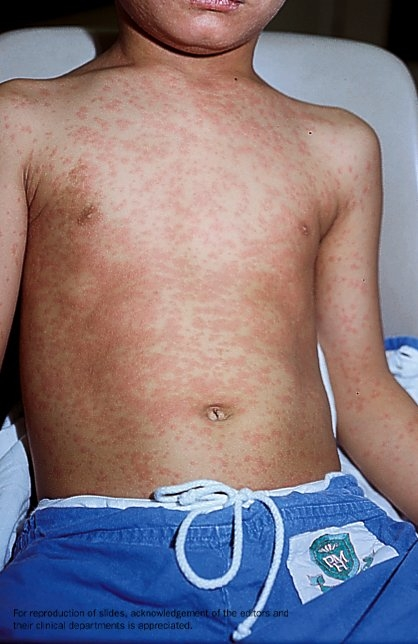 For reproduction of slides, acknowledgement of the editors and
their clinical departments is appreciated.